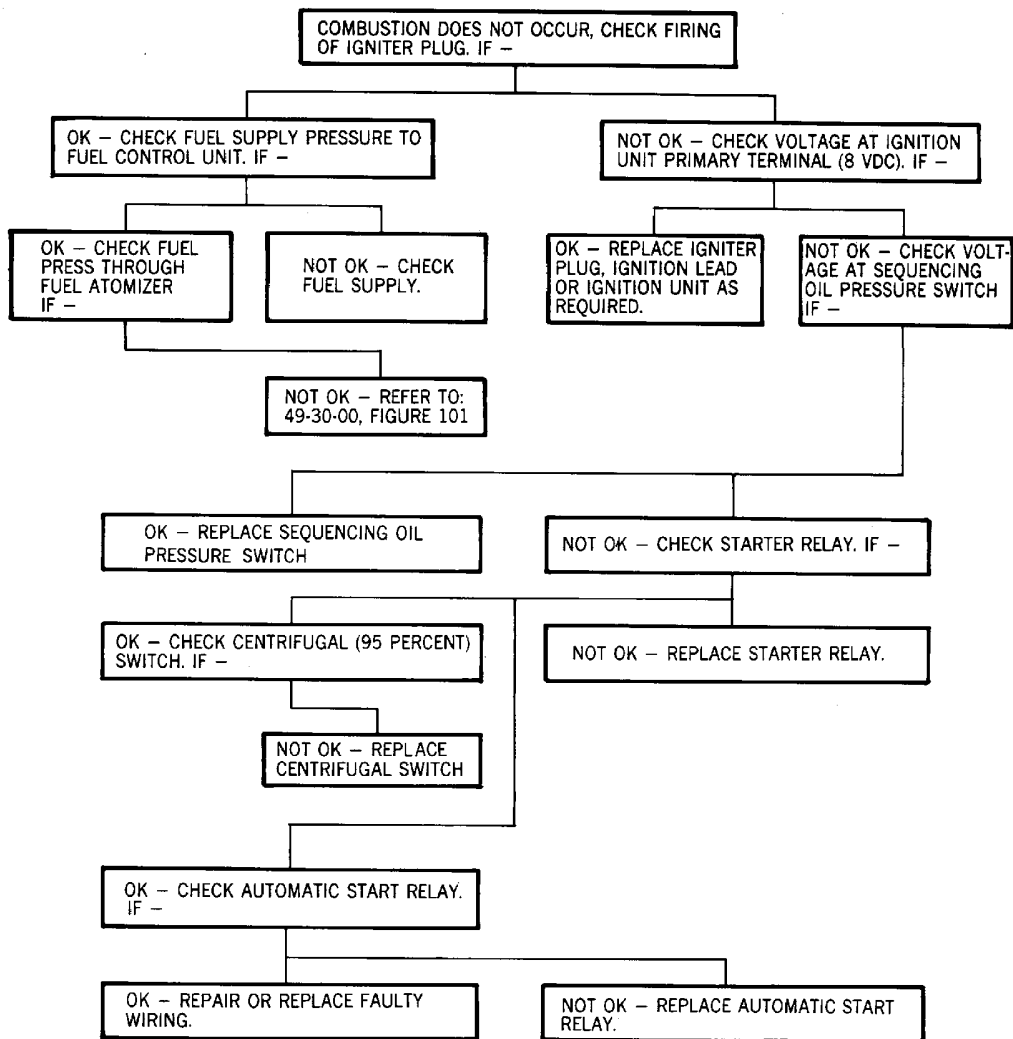 COMBUSTION DOES NOT OCCUR, CHECK FIRING
OF IGNITER PLUG. IF –
OK – CHECK FUEL SUPPLY PRESSURE TO
FUEL CONTROL UNIT. IF –
NOT OK – CHECK VOLTAGE AT IGNITION
UNIT PRIMARY TERMINAL (8 VDC). IF –
OK – CHECK FUEL
PRESS THROUGH
FUEL ATOMIZER
IF –
NOT OK – CHECK
FUEL SUPPLY.
OK – REPLACE IGNITER
PLUG, IGNITION LEAD
OR IGNITION UNIT AS
REQUIRED.
NOT OK – CHECK VOLT-
AGE AT SEQUENCING
OIL PRESSURE SWITCH
IF –
NOT OK – REFER TO:
49-30-00, FIGURE 101
OK – REPLACE SEQUENCING OIL
PRESSURE SWITCH
NOT OK – CHECK STARTER RELAY. IF –
OK – CHECK CENTRIFUGAL (95 PERCENT)
SWITCH. IF –
NOT OK – REPLACE STARTER RELAY.
NOT OK – REPLACE
CENTRIFUGAL SWITCH
OK – CHECK AUTOMATIC START RELAY.
IF –
OK – REPAIR OR REPLACE FAULTY
WIRING.
NOT OK – REPLACE AUTOMATIC START
RELAY.